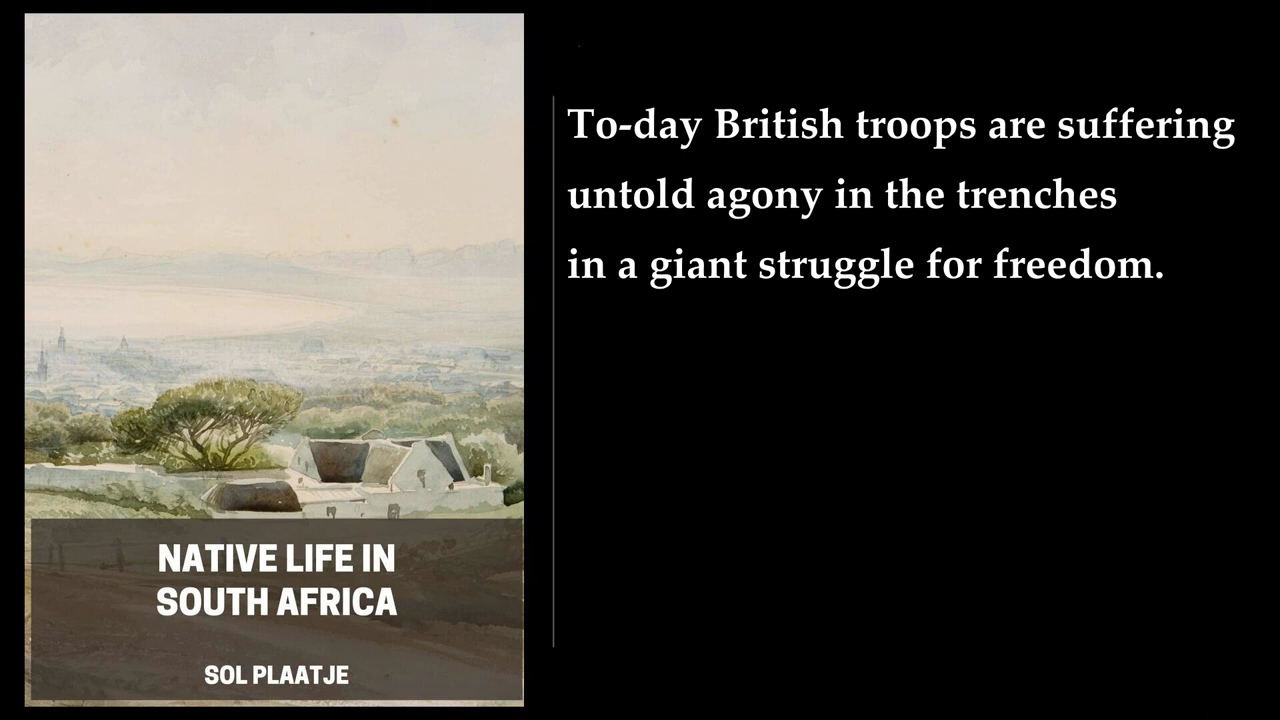 To-day British troops are suffering
untold agony in the trenches
in a giant struggle for freedom.
NATIVE LIFE IN
SOUTH AFRICA
SOL PLAATJE